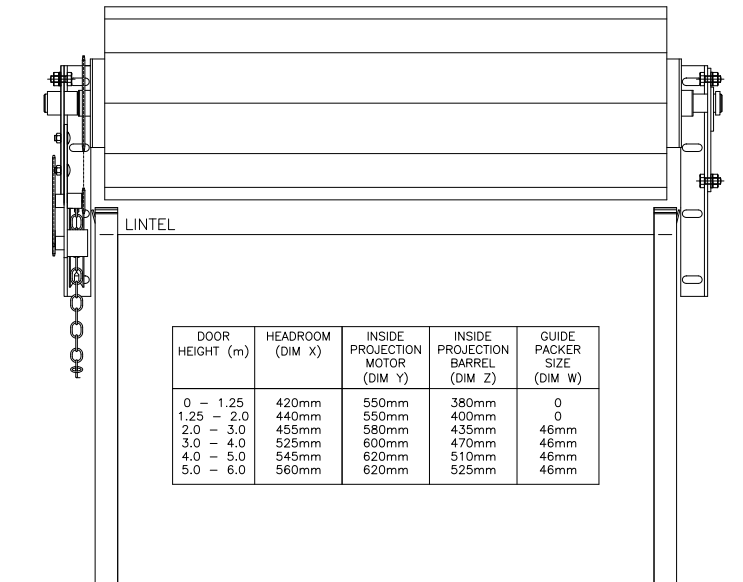 LINTEL
DOOR HEIGHT (m) HEADROOM (DIM X) INSIDE PROJECTION MOTOR (DIM Y) INSIDE PROJECTION BARREL (DIM Z) GUIDE PACKER SIZE (DIM W)
0 - 1.25 420mm 550mm 380mm 0
1.25 - 2.0 440mm 550mm 400mm 0
2.0 - 3.0 455mm 580mm 435mm 46mm
3.0 - 4.0 525mm 600mm 470mm 46mm
4.0 - 5.0 545mm 620mm 510mm 46mm
5.0 - 6.0 560mm 620mm 525mm 46mm